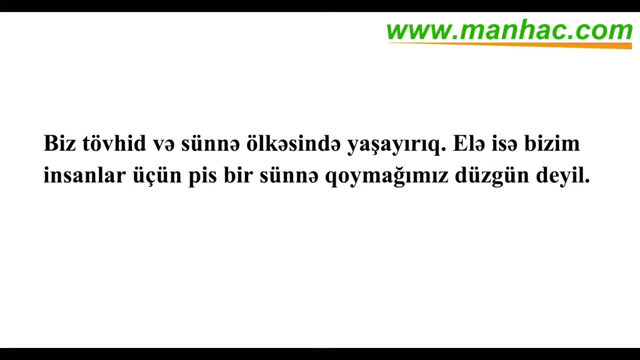 www.manhac.com
Biz tövhid və sünnə ölkəsində yaşayırıq. Elə isə bizim
insanlar üçün pis bir sünnə qoymağımız düzgün deyil.